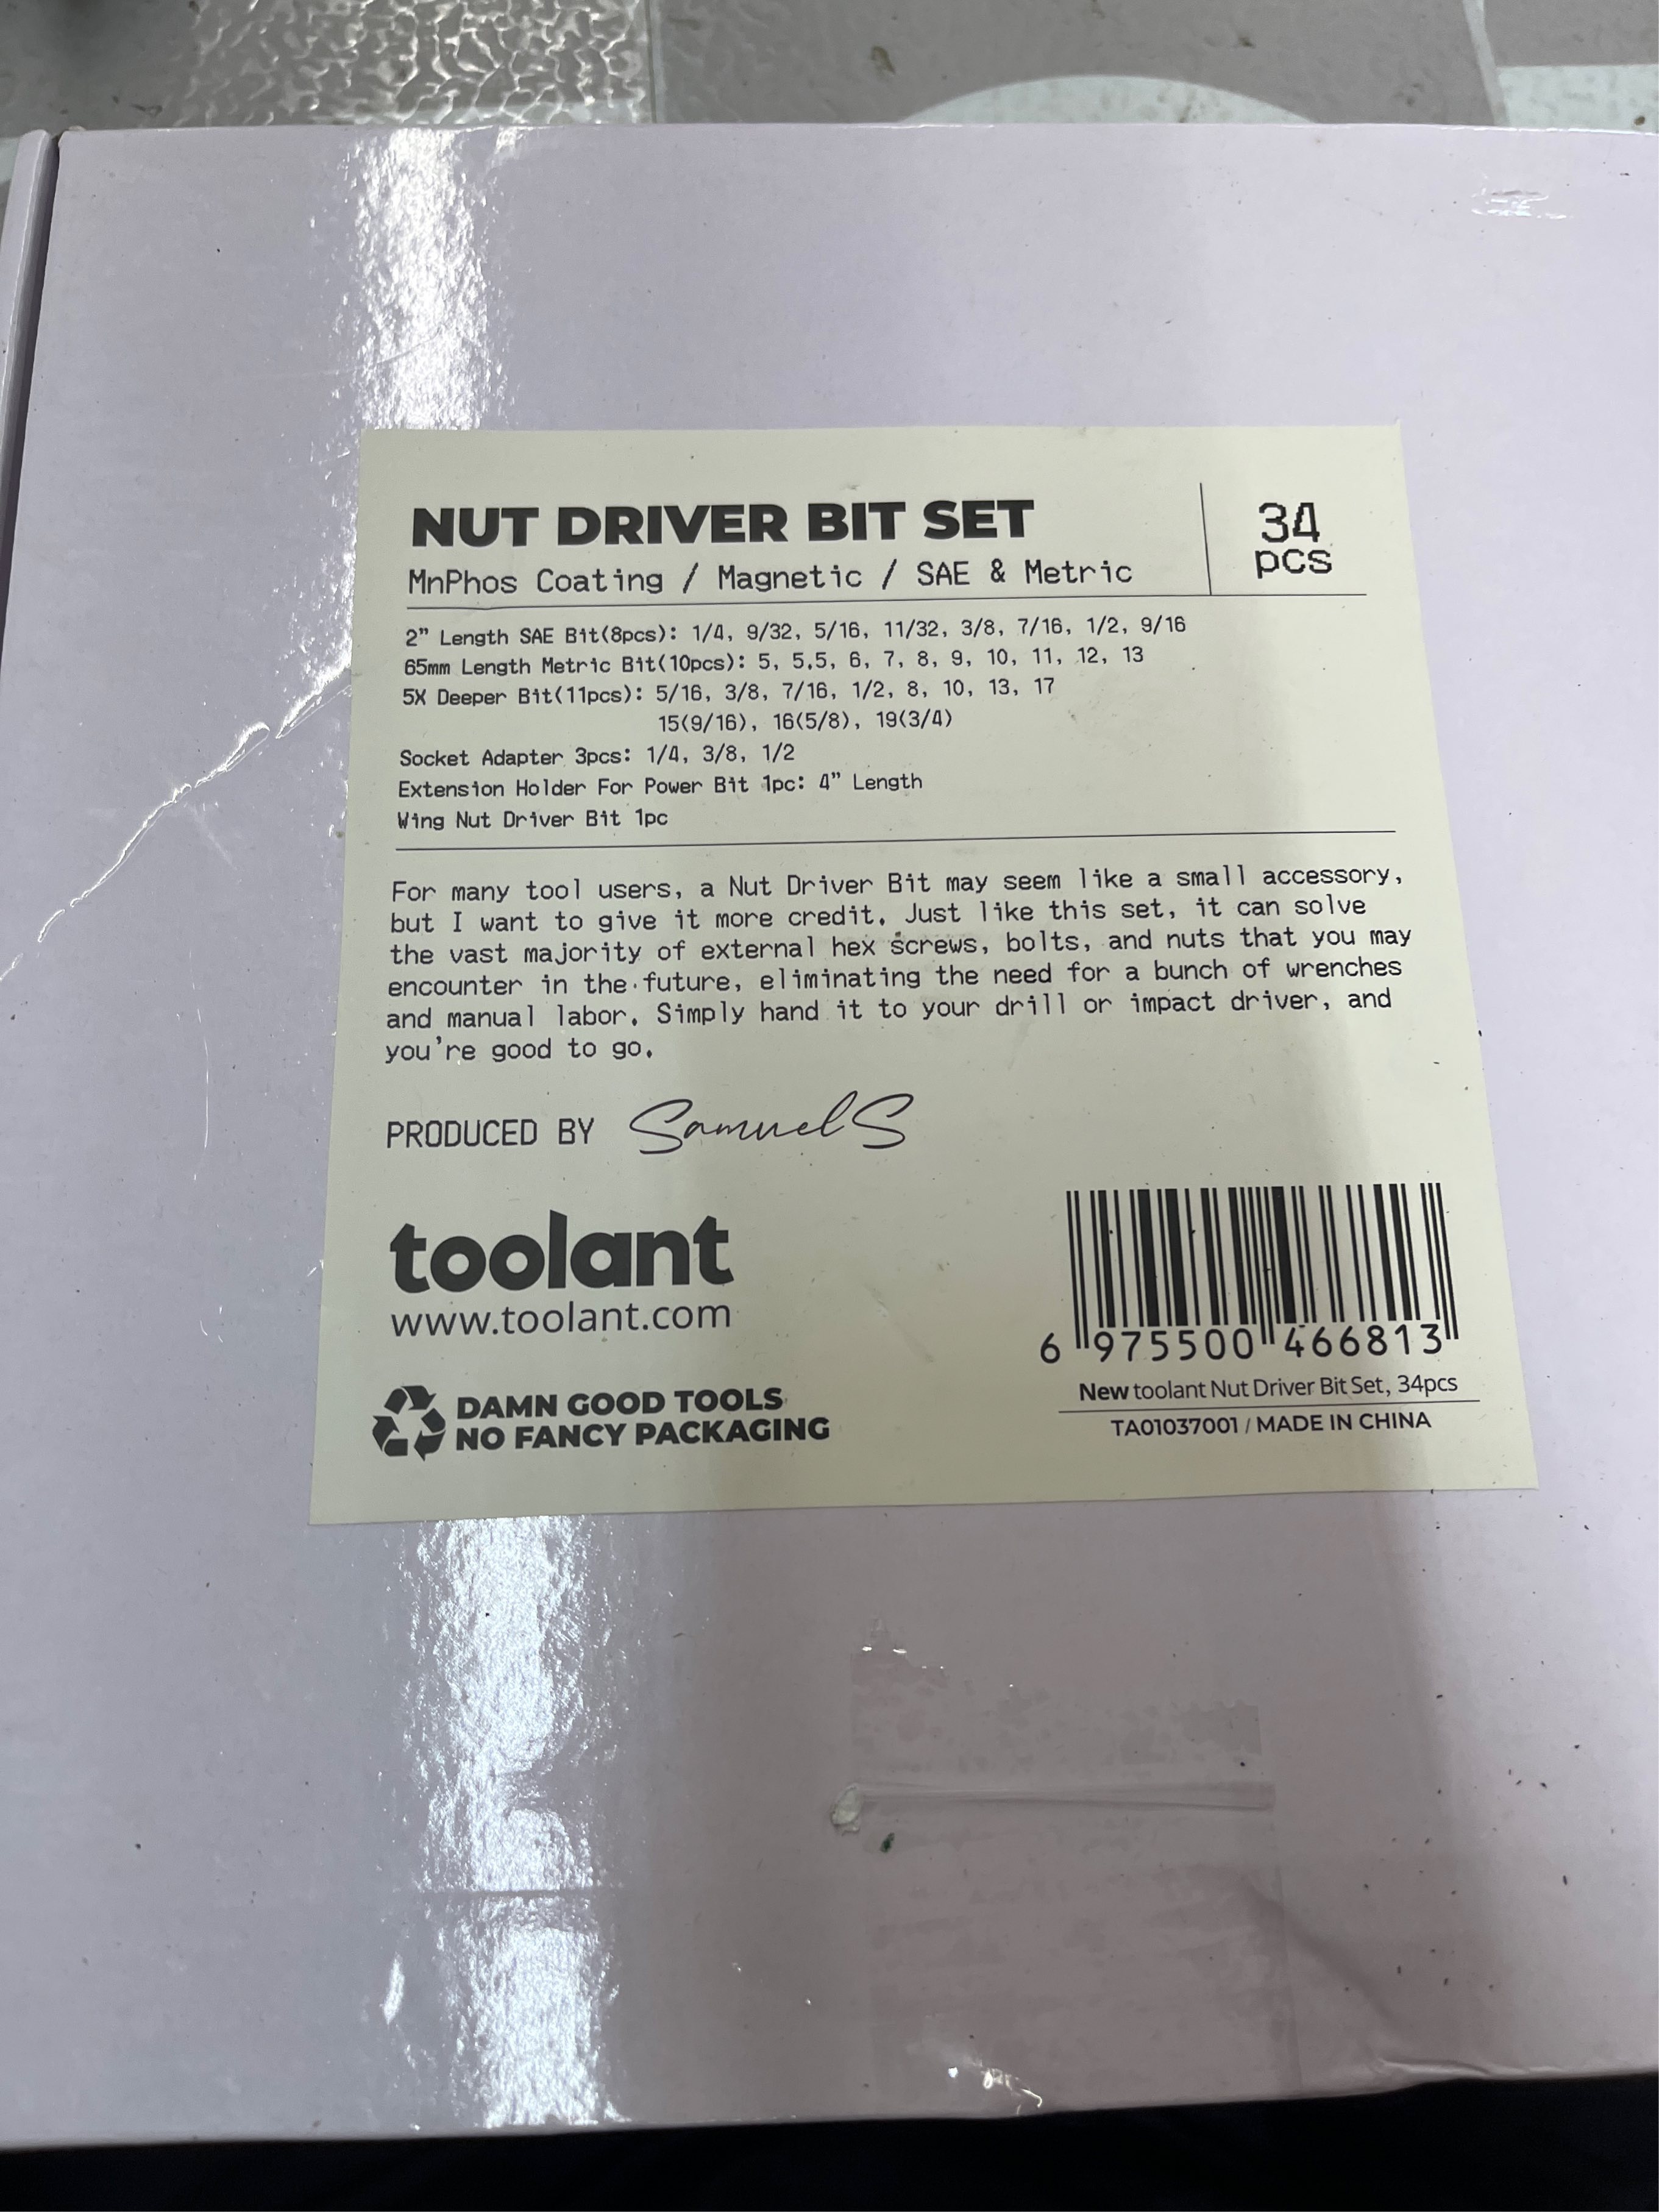 NUT DRIVER BIT SET
34
pcs
MnPhos Coating / Magnetic / SAE & Metric
2” Length SAE Bit(8pcs): 1/4, 9/32, 5/16, 11/32, 3/8, 7/16, 1/2, 9/16
65mm Length Metric Bit(10pcs): 5, 5.5, 6, 7, 8, 9, 10, 11, 12, 13
5X Deeper Bit(11pcs): 5/16, 3/8, 7/16, 1/2, 8, 10, 13, 17
15(9/16), 16(5/8), 19(3/4)
Socket Adapter 3pcs: 1/4, 3/8, 1/2
Extension Holder For Power Bit 1pc: 4” Length
Wing Nut Driver Bit 1pc
For many tool users, a Nut Driver Bit may seem like a small accessory,
but I want to give it more credit. Just like this set, it can solve
the vast majority of external hex screws, bolts, and nuts that you may
encounter in the future, eliminating the need for a bunch of wrenches
and manual labor. Simply hand it to your drill or impact driver, and
you're good to go.
PRODUCED BY Samuel S
toolant
www.toolant.com
6 975500 466813
New toolant Nut Driver Bit Set, 34pcs
TA01037001 / MADE IN CHINA
DAMN GOOD TOOLS
NO FANCY PACKAGING